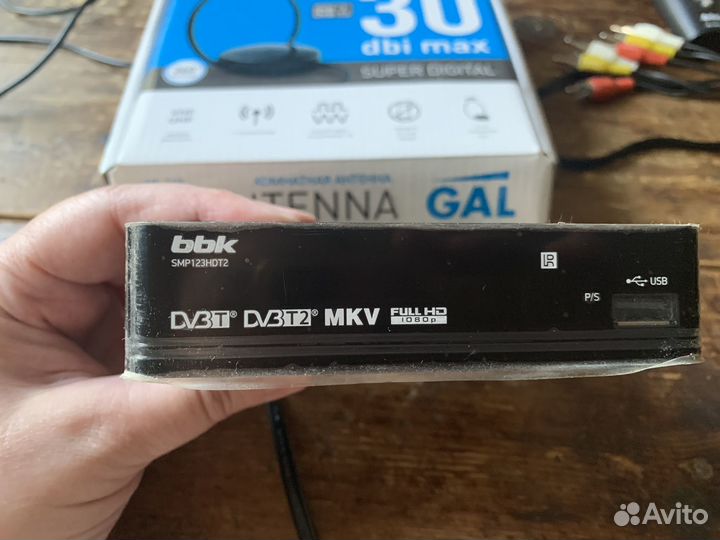 30
dbi max
SUPER DIGITAL
КОМНАТНАЯ АНТЕННА
TENNA
GAL
bbk
SMP123HDT2
USB
P/S
DVB T® DVB T2® MKV FULL HD
1080p
Avito